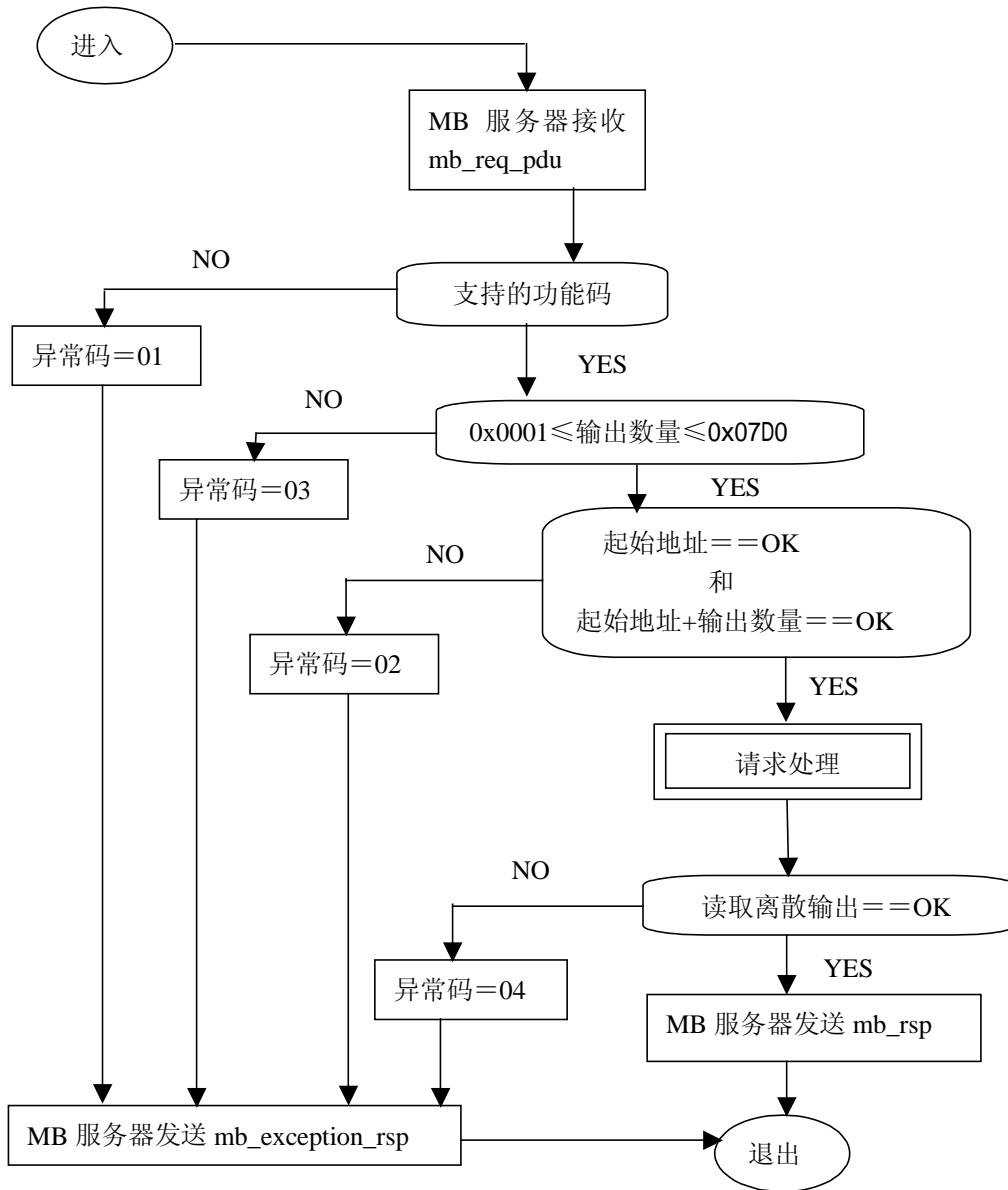 进入
MB 服务器接收
mb_req_pdu
NO
支持的功能码
异常码＝01
YES
NO
0x0001≤输出数量≤0x07D0
异常码＝03
YES
起始地址＝＝OK
NO
和
起始地址+输出数量＝＝OK
异常码＝02
YES
请求处理
NO
读取离散输出＝＝OK
YES
异常码＝04
MB 服务器发送 mb_rsp
MB 服务器发送 mb_exception_rsp
退出